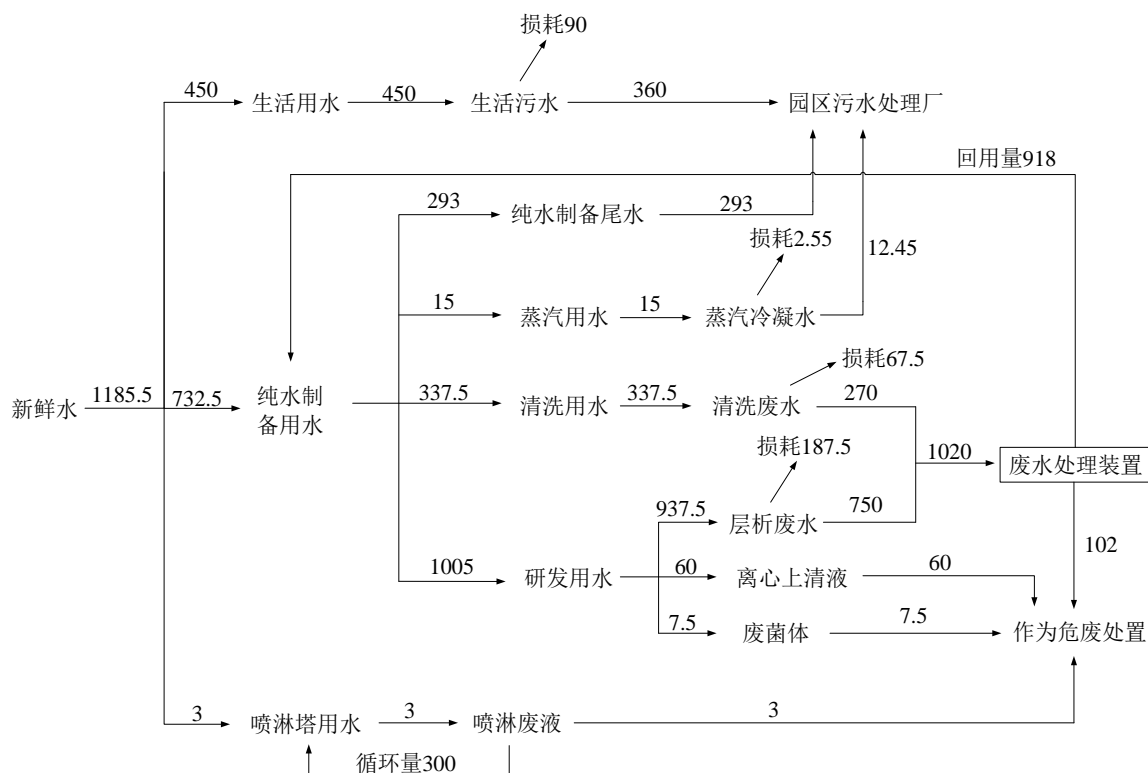 损耗90
450
生活用水
450
生活污水
360
园区污水处理厂
回用量918
293
纯水制备尾水
293
损耗2.55
12.45
15
蒸汽用水
15
蒸汽冷凝水
损耗67.5
新鲜水
1185.5
732.5
纯水制
备用水
337.5
清洗用水
337.5
清洗废水
270
损耗187.5
1020
废水处理装置
937.5
层析废水
750
102
1005
研发用水
60
离心上清液
60
7.5
废菌体
7.5
作为危废处置
3
喷淋塔用水
3
喷淋废液
3
循环量300